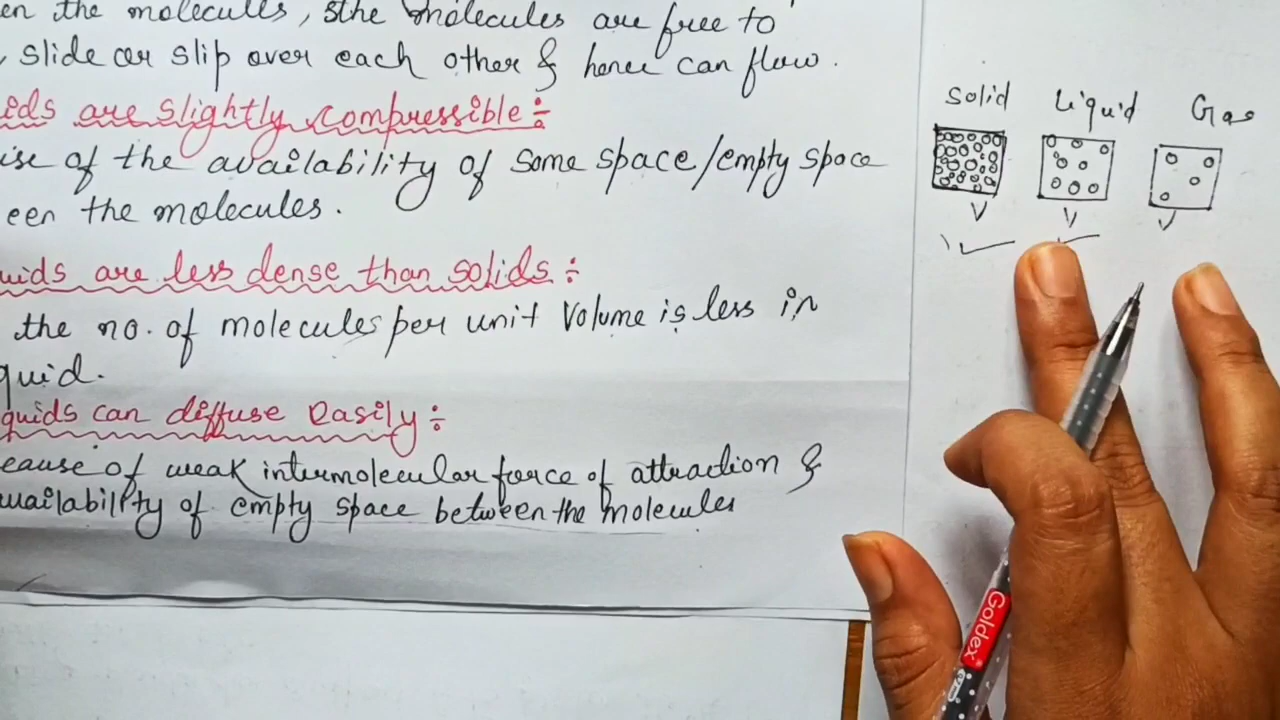 en the molecules, sthe molecules are free to
slide or slip over each other & hence can flow.
ids are slightly compressible:
ise of the availability of some space/empty space
een the molecules.
uids are less dense than solids:
the no. of molecules per unit volume is less in
quid.
quids can diffuse easily:
ecause of weak intermolecular force of attraction &
availability of empty space between the molecules
Solid Liquid Gas
V V V
Goldex